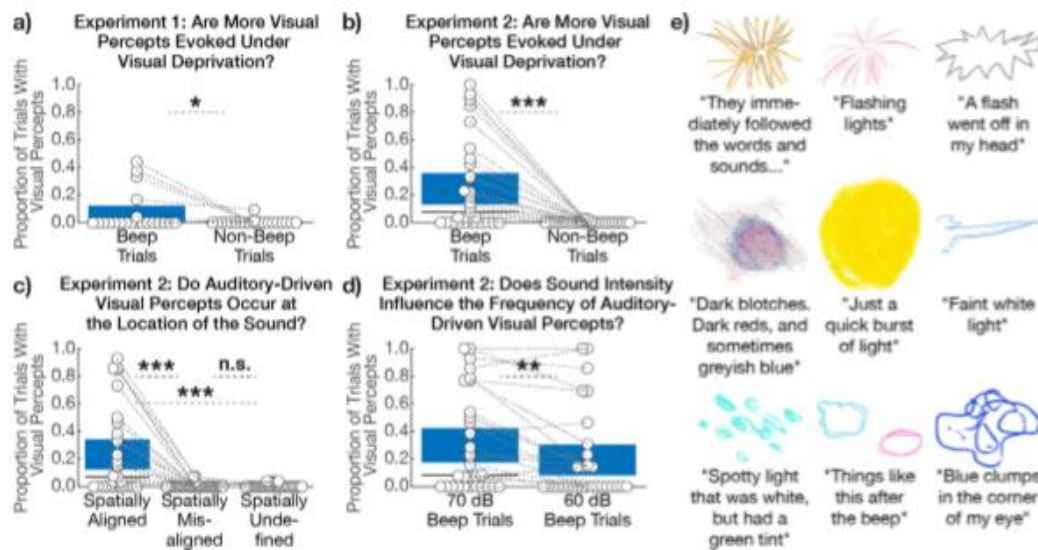 a) Experiment 1: Are More Visual
Percepts Evoked Under
Visual Deprivation?
Proportion of Trials With
Visual Percepts
1.0
0.8
0.6
0.4
0.2
0.0
*
Beep
Trials
Non-Beep
Trials
b) Experiment 2: Are More Visual
Percepts Evoked Under
Visual Deprivation?
Proportion of Trials With
Visual Percepts
1.0
0.8
0.6
0.4
0.2
0.0
***
Beep
Trials
Non-Beep
Trials
c) Experiment 2: Do Auditory-Driven
Visual Percepts Occur at
the Location of the Sound?
Proportion of Trials With
Visual Percepts
1.0
0.8
0.6
0.4
0.2
0.0
***
n.s.
***
Spatially
Aligned
Spatially
Mis-
aligned
Spatially
Unde-
fined
d) Experiment 2: Does Sound Intensity
Influence the Frequency of Auditory-
Driven Visual Percepts?
Proportion of Trials With
Visual Percepts
1.0
0.8
0.6
0.4
0.2
0.0
**
70 dB
Beep Trials
60 dB
Beep Trials
e)
"They imme-
diately followed
the words and
sounds..."
"Flashing
lights"
"A flash
went off in
my head"
"Dark blotches.
Dark reds, and
sometimes
greyish blue"
"Just a
quick burst
of light"
"Faint white
light"
"Spotty light
that was white,
but had a
green tint"
"Things like
this after
the beep"
"Blue clumps
in the corner
of my eye"